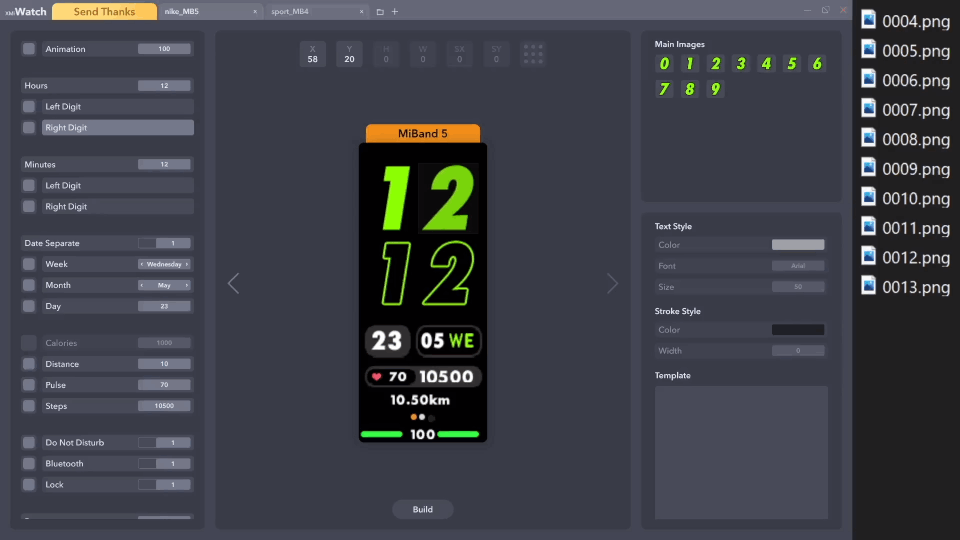 XMiWatch Send Thanks nike_MB5 × sport_MB4 × +
Animation 100
Hours 12
Left Digit
Right Digit
Minutes 12
Left Digit
Right Digit
Date Separate 1
Week Wednesday
Month May
Day 23
Calories 1000
Distance 10
Pulse 70
Steps 10500
Do Not Disturb 1
Bluetooth 1
Lock 1
X Y H W SX SY
58 20 0 0 0 0
MiBand 5
12
12
23 05 WE
70 10500
10.50km
100
Build
Main Images
0 1 2 3 4 5 6
7 8 9
Text Style
Color
Font Arial
Size 50
Stroke Style
Color
Width 0
Template
0004.png
0005.png
0006.png
0007.png
0008.png
0009.png
0010.png
0011.png
0012.png
0013.png